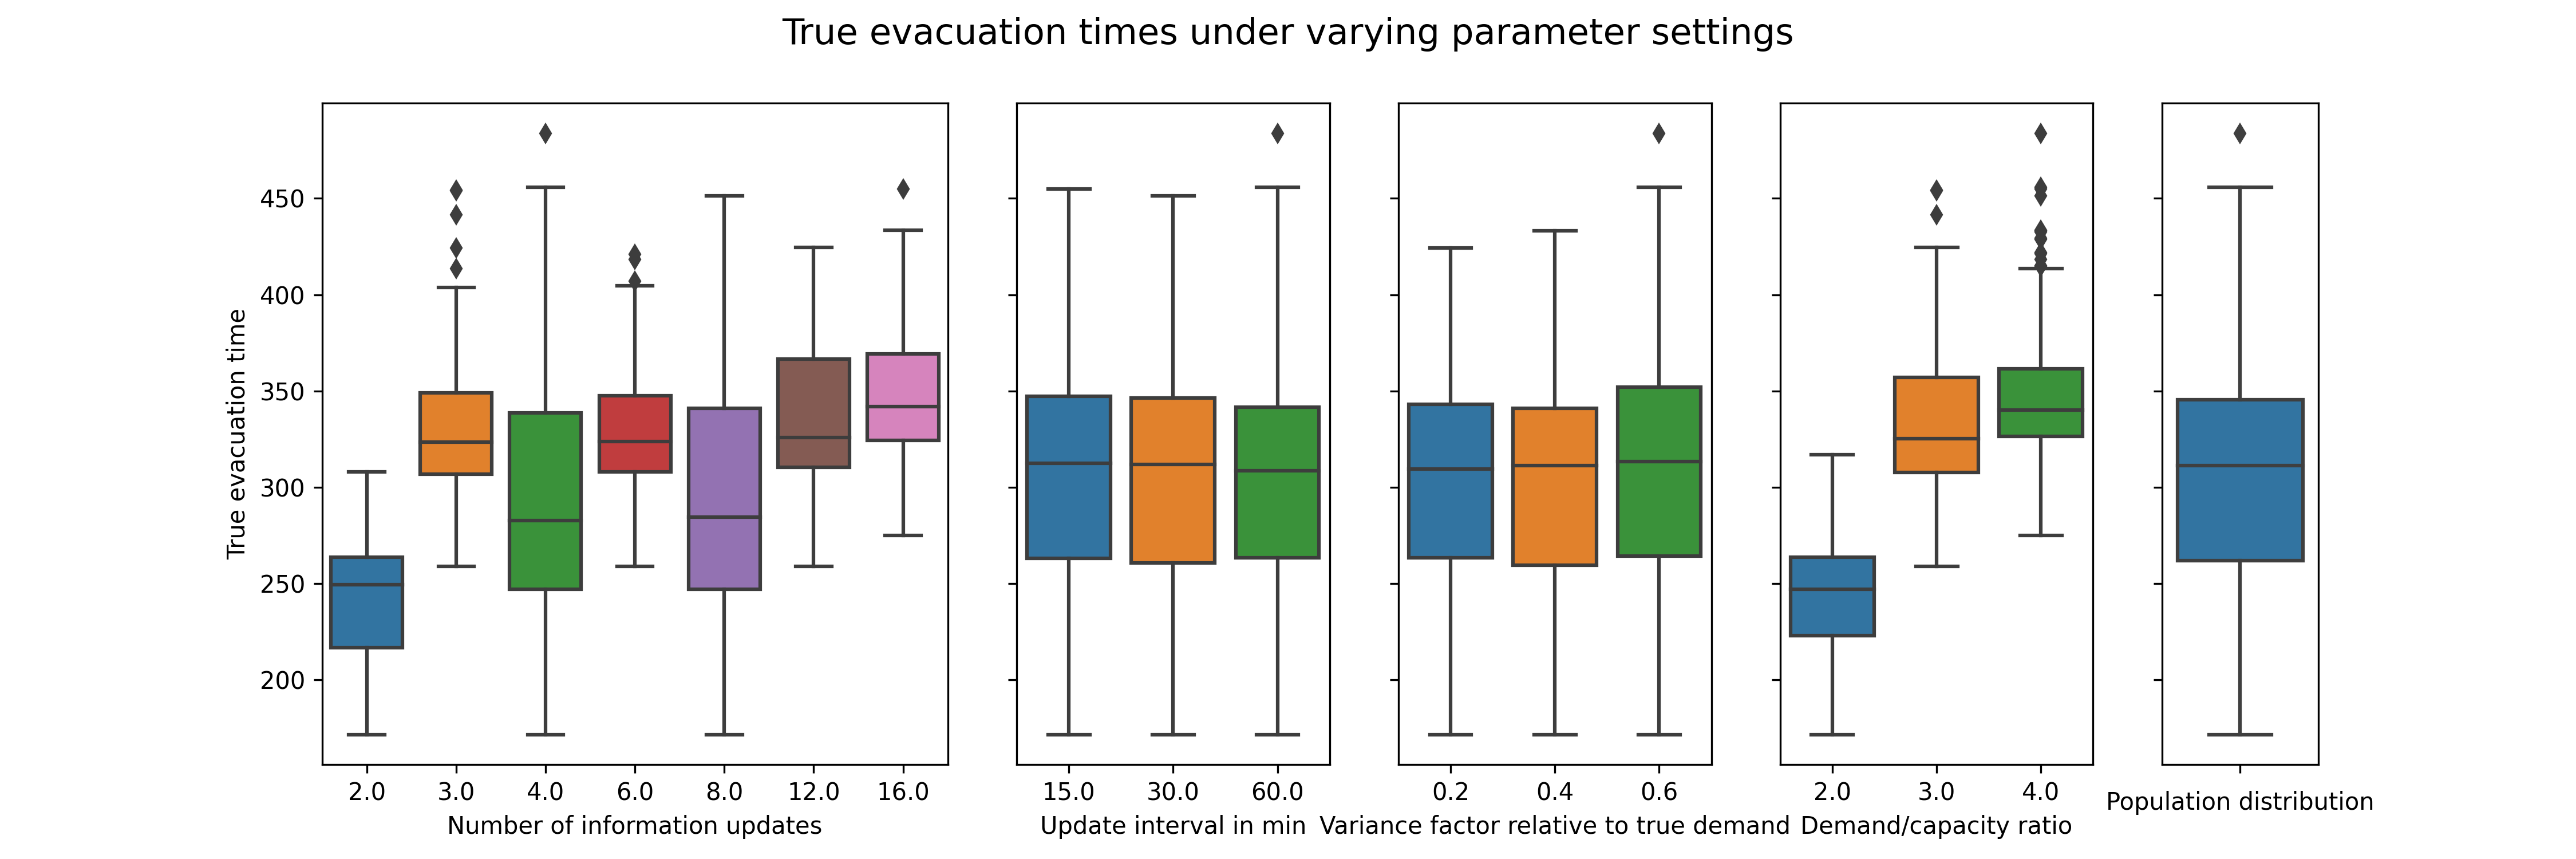 True evacuation times under varying parameter settings
True evacuation time
450
400
350
300
250
200
2.0 3.0 4.0 6.0 8.0 12.0 16.0
Number of information updates
15.0 30.0 60.0
Update interval in min
0.2 0.4 0.6
Variance factor relative to true demand
2.0 3.0 4.0
Demand/capacity ratio
Population distribution